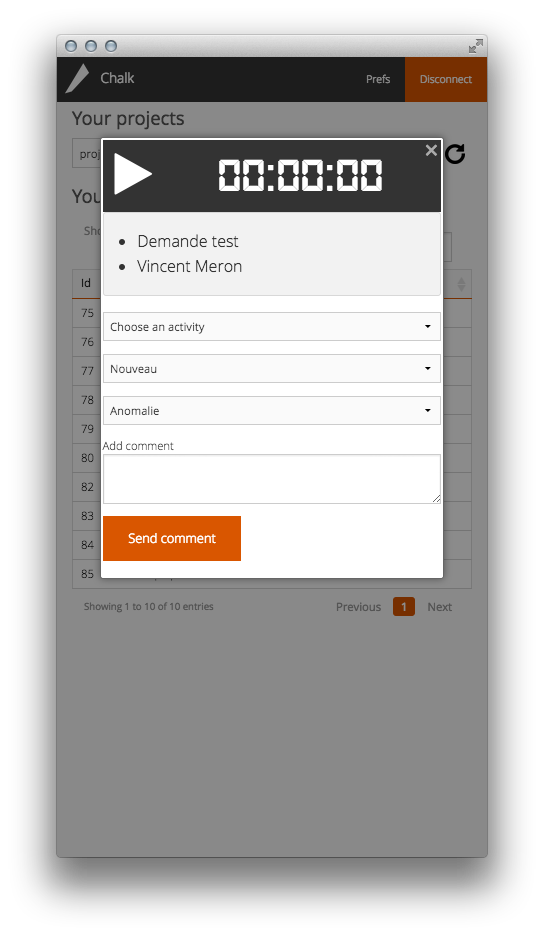 Chalk
Prefs
Disconnect
Your projects
proj
00:00:00
You
Sho
Demande test
Vincent Meron
Id
Choose an activity
75
76
Nouveau
77
78
Anomalie
79
Add comment
80
82
83
Send comment
84
85
Showing 1 to 10 of 10 entries
Previous
1
Next